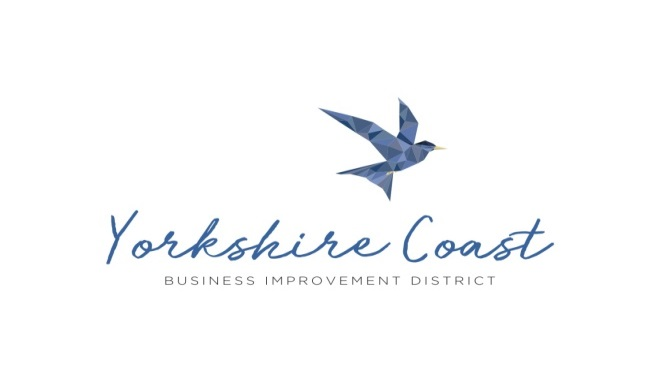 Yorkshire Coast
BUSINESS IMPROVEMENT DISTRICT